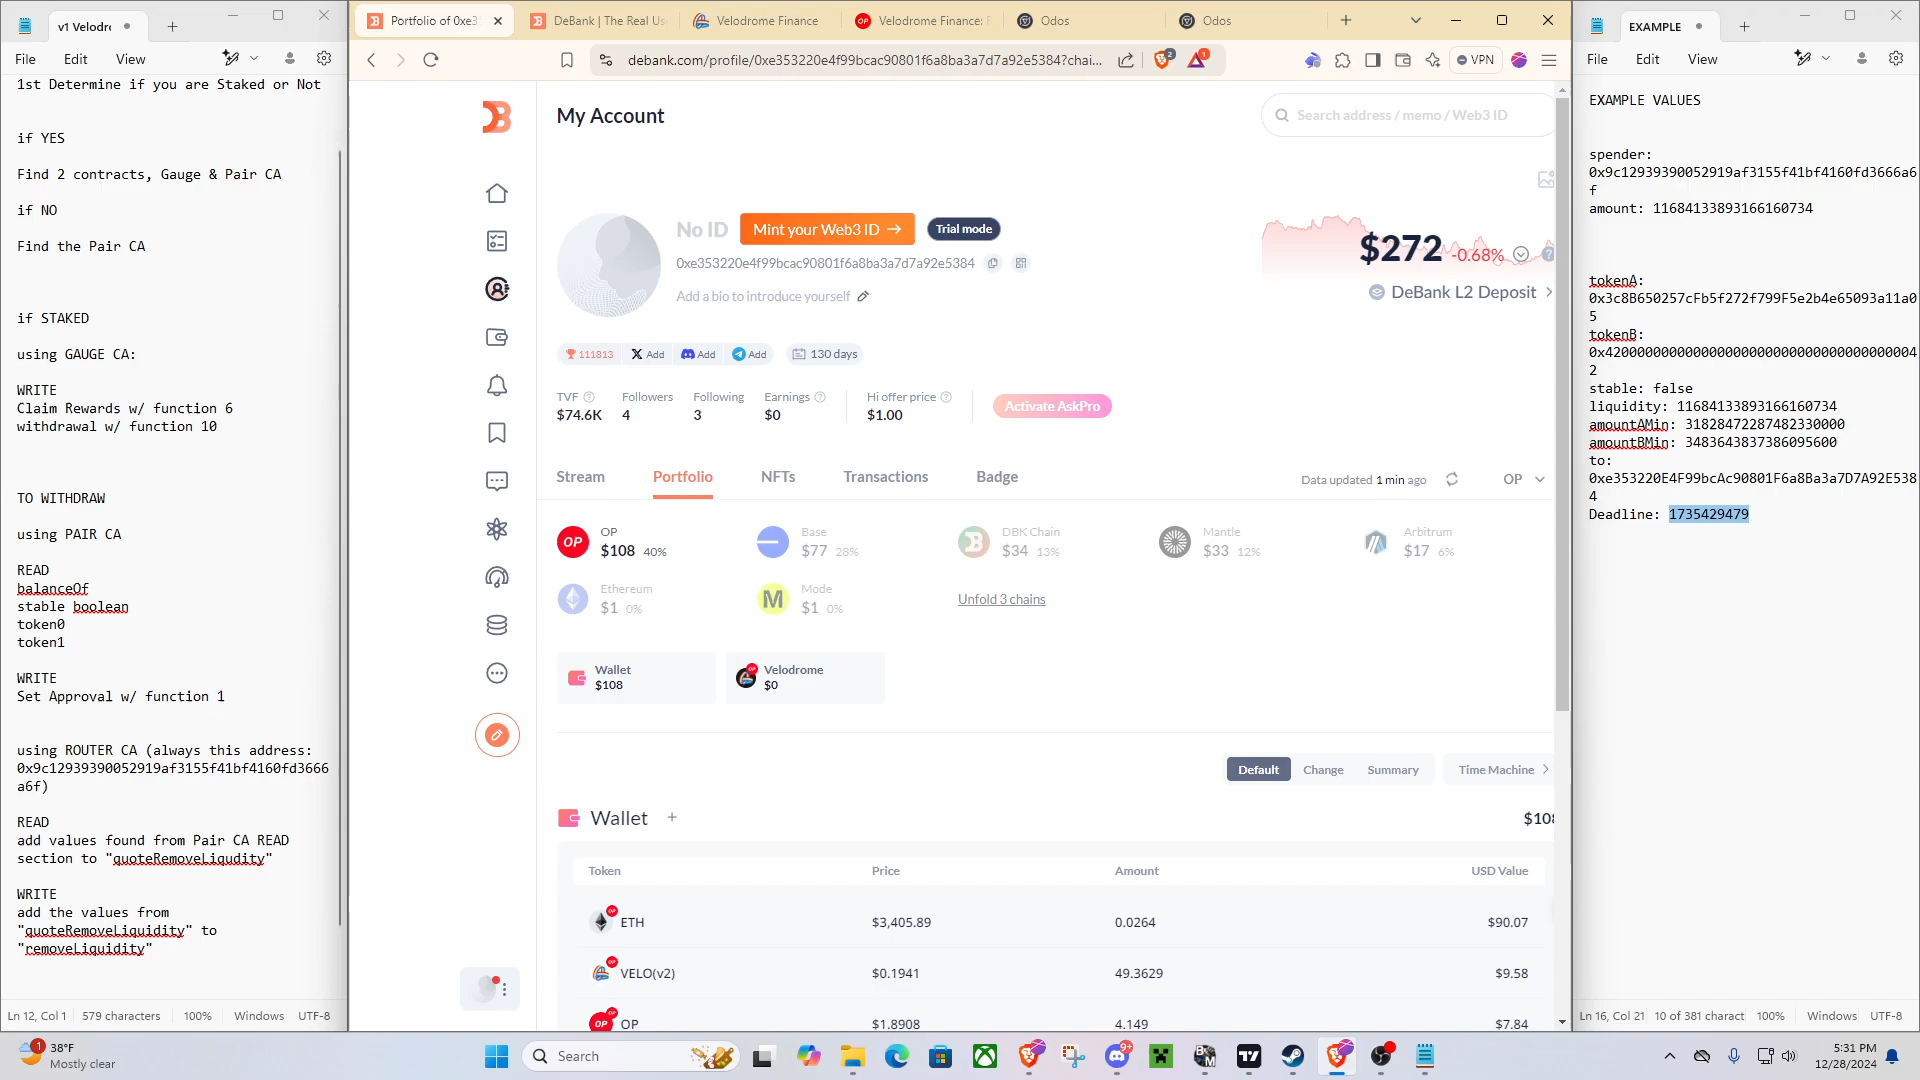 v1 Velodr
File
Edit
View
1st Determine if you are Staked or Not
if YES
Find 2 contracts, Gauge & Pair CA
if NO
Find the Pair CA
if STAKED
using GAUGE CA:
WRITE
Claim Rewards w/ function 6
withdrawal w/ function 10
TO WITHDRAW
using PAIR CA
READ
balanceOf
stable boolean
token0
token1
WRITE
Set Approval w/ function 1
using ROUTER CA (always this address:
0x9c12939390052919af3155f41bf4160fd3666
a6f)
READ
add values found from Pair CA READ
section to "quoteRemoveLiqudity"
WRITE
add the values from
"quoteRemoveLiquidity" to
"removeLiquidity"
Ln 12, Col 1
579 characters
100%
Windows
UTF-8
Portfolio of 0xe35
DeBank | The Real Us
Velodrome Finance
Velodrome Finance: F
Odos
Odos
debank.com/profile/0xe353220e4f99bcac90801f6a8ba3a7d7a92e5384?chai...
2
1
VPN
My Account
Search address / memo / Web3 ID
No ID
Mint your Web3 ID →
Trial mode
0xe353220e4f99bcac90801f6a8ba3a7d7a92e5384
Add a bio to introduce yourself
$272 -0.68%
DeBank L2 Deposit
111813
X Add
Add
Add
130 days
TVF
Followers
Following
Earnings
Hi offer price
$74.6K
4
3
$0
$1.00
Activate AskPro
Stream
Portfolio
NFTs
Transactions
Badge
Data updated 1 min ago
OP
OP
OP
$108 40%
Base
$77 28%
DBK Chain
$34 13%
Mantle
$33 12%
Arbitrum
$17 6%
Ethereum
$1 0%
M
Mode
$1 0%
Unfold 3 chains
Wallet
$108
Velodrome
$0
Default
Change
Summary
Time Machine
Wallet
+
$108
Token
Price
Amount
USD Value
ETH
$3,405.89
0.0264
$90.07
VELO(v2)
$0.1941
49.3629
$9.58
OP
OP
$1.8908
4.149
$7.84
EXAMPLE
File
Edit
View
EXAMPLE VALUES
spender:
0x9c12939390052919af3155f41bf4160fd3666a6
f
amount: 11684133893166160734
tokenA:
0x3c8B650257cFb5f272f799F5e2b4e65093a11a0
5
tokenB:
0x420000000000000000000000000000000000004
2
stable: false
liquidity: 11684133893166160734
amountAMin: 31828472287482330000
amountBMin: 3483643837386095600
to:
0xe353220E4F99bcAc90801F6a8Ba3a7D7A92E538
4
Deadline: 1735429479
Ln 16, Col 21
10 of 381 charact
100%
Windows
UTF-8
1
38°F
Mostly clear
Search
9+
5:31 PM
12/28/2024